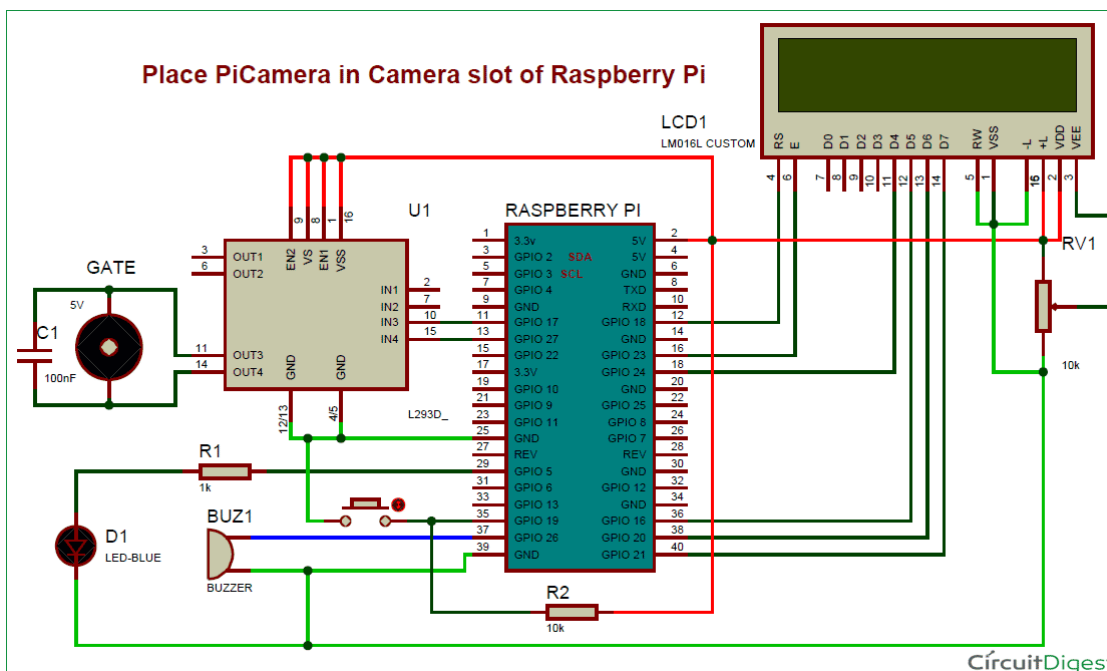 Place PiCamera in Camera slot of Raspberry Pi
LCD1
LM016L CUSTOM
RS E D0 D1 D2 D3 D4 D5 D6 D7 RW VSS -L +L VDD VEE
4 6 7 8 9 10 11 12 13 14 5 1 15 2 3
U1
9 8 1 16
EN2 VS EN1 VSS
3 OUT1
6 OUT2
11 OUT3
14 OUT4
IN1 2
IN2 7
IN3 10
IN4 15
GND GND
12/13 4/5
L293D_
GATE
5V
C1
100nF
RASPBERRY PI
1 3.3v 5V 2
3 GPIO 2 SDA 5V 4
5 GPIO 3 SCL GND 6
7 GPIO 4 TXD 8
9 GND RXD 10
11 GPIO 17 GPIO 18 12
13 GPIO 27 GND 14
15 GPIO 22 GPIO 23 16
17 3.3V GPIO 24 18
19 GPIO 10 GND 20
21 GPIO 9 GPIO 25 22
23 GPIO 11 GPIO 8 24
25 GND GPIO 7 26
27 REV REV 28
29 GPIO 5 GND 30
31 GPIO 6 GPIO 12 32
33 GPIO 13 GND 34
35 GPIO 19 GPIO 16 36
37 GPIO 26 GPIO 20 38
39 GND GPIO 21 40
RV1
10k
R1
1k
D1
LED-BLUE
BUZ1
BUZZER
R2
10k
CírcuitDigest